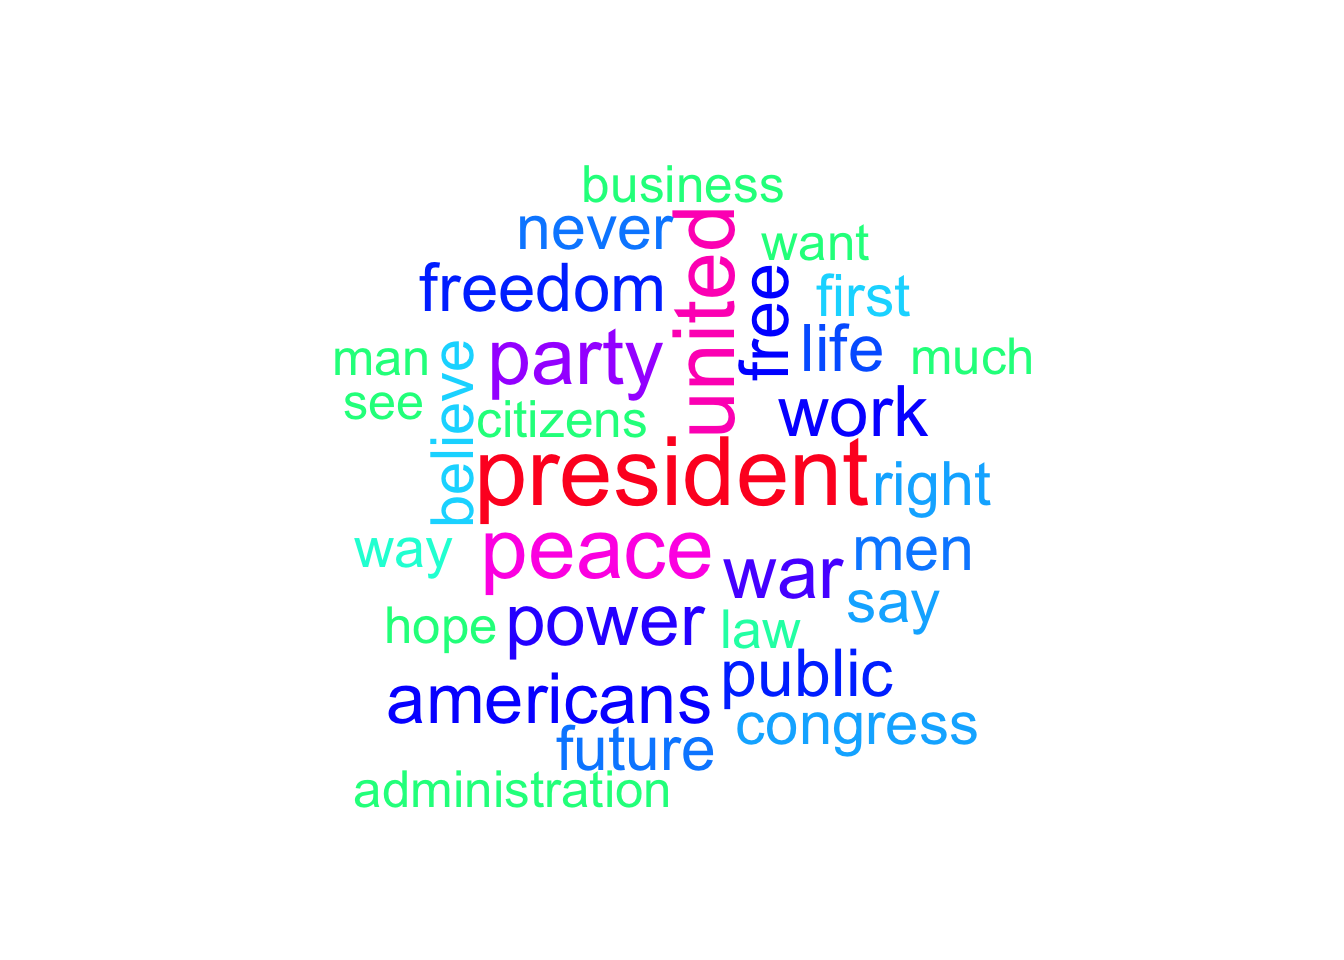 business
never
united
want
freedom
free
first
man
believe
party
life
much
see
citizens
work
president
right
way
peace
war
men
say
hope
power
law
americans
public
congress
future
administration